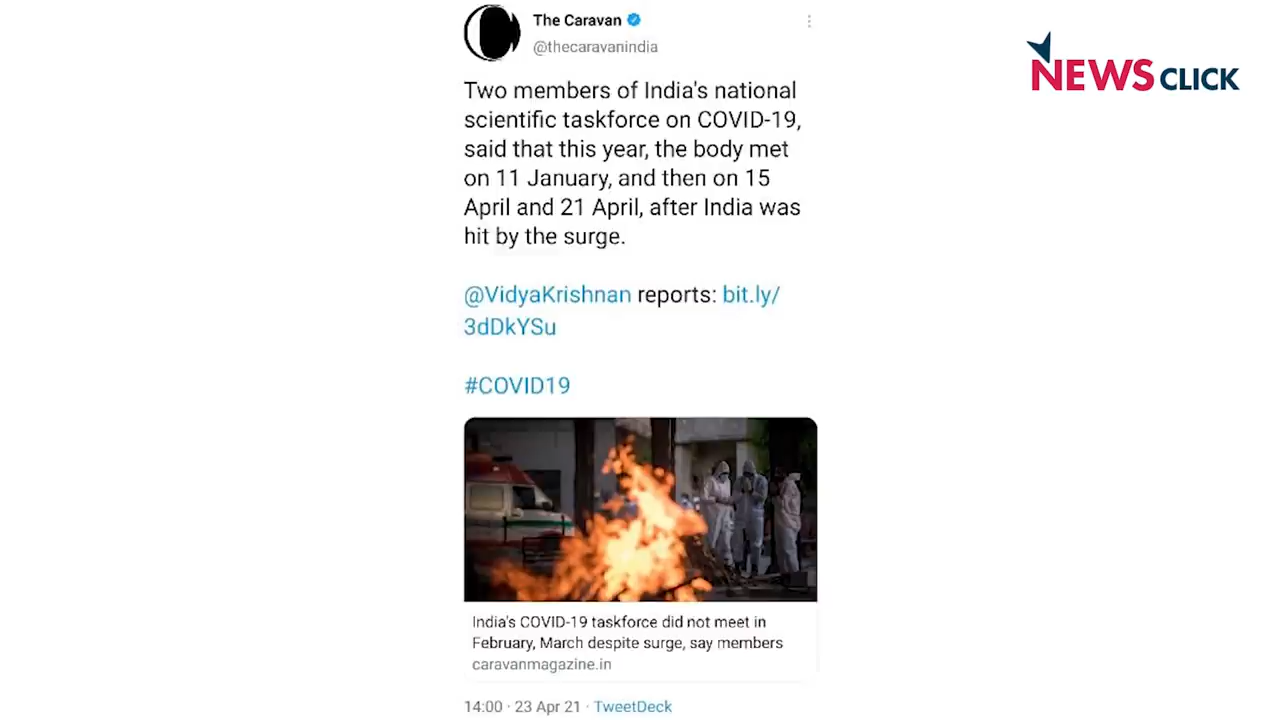 The Caravan
@thecaravanindia
NEWS CLICK
Two members of India's national
scientific taskforce on COVID-19,
said that this year, the body met
on 11 January, and then on 15
April and 21 April, after India was
hit by the surge.
@VidyaKrishnan reports: bit.ly/
3dDkYSu
#COVID19
India's COVID-19 taskforce did not meet in
February, March despite surge, say members
caravanmagazine.in
14:00 · 23 Apr 21 · TweetDeck